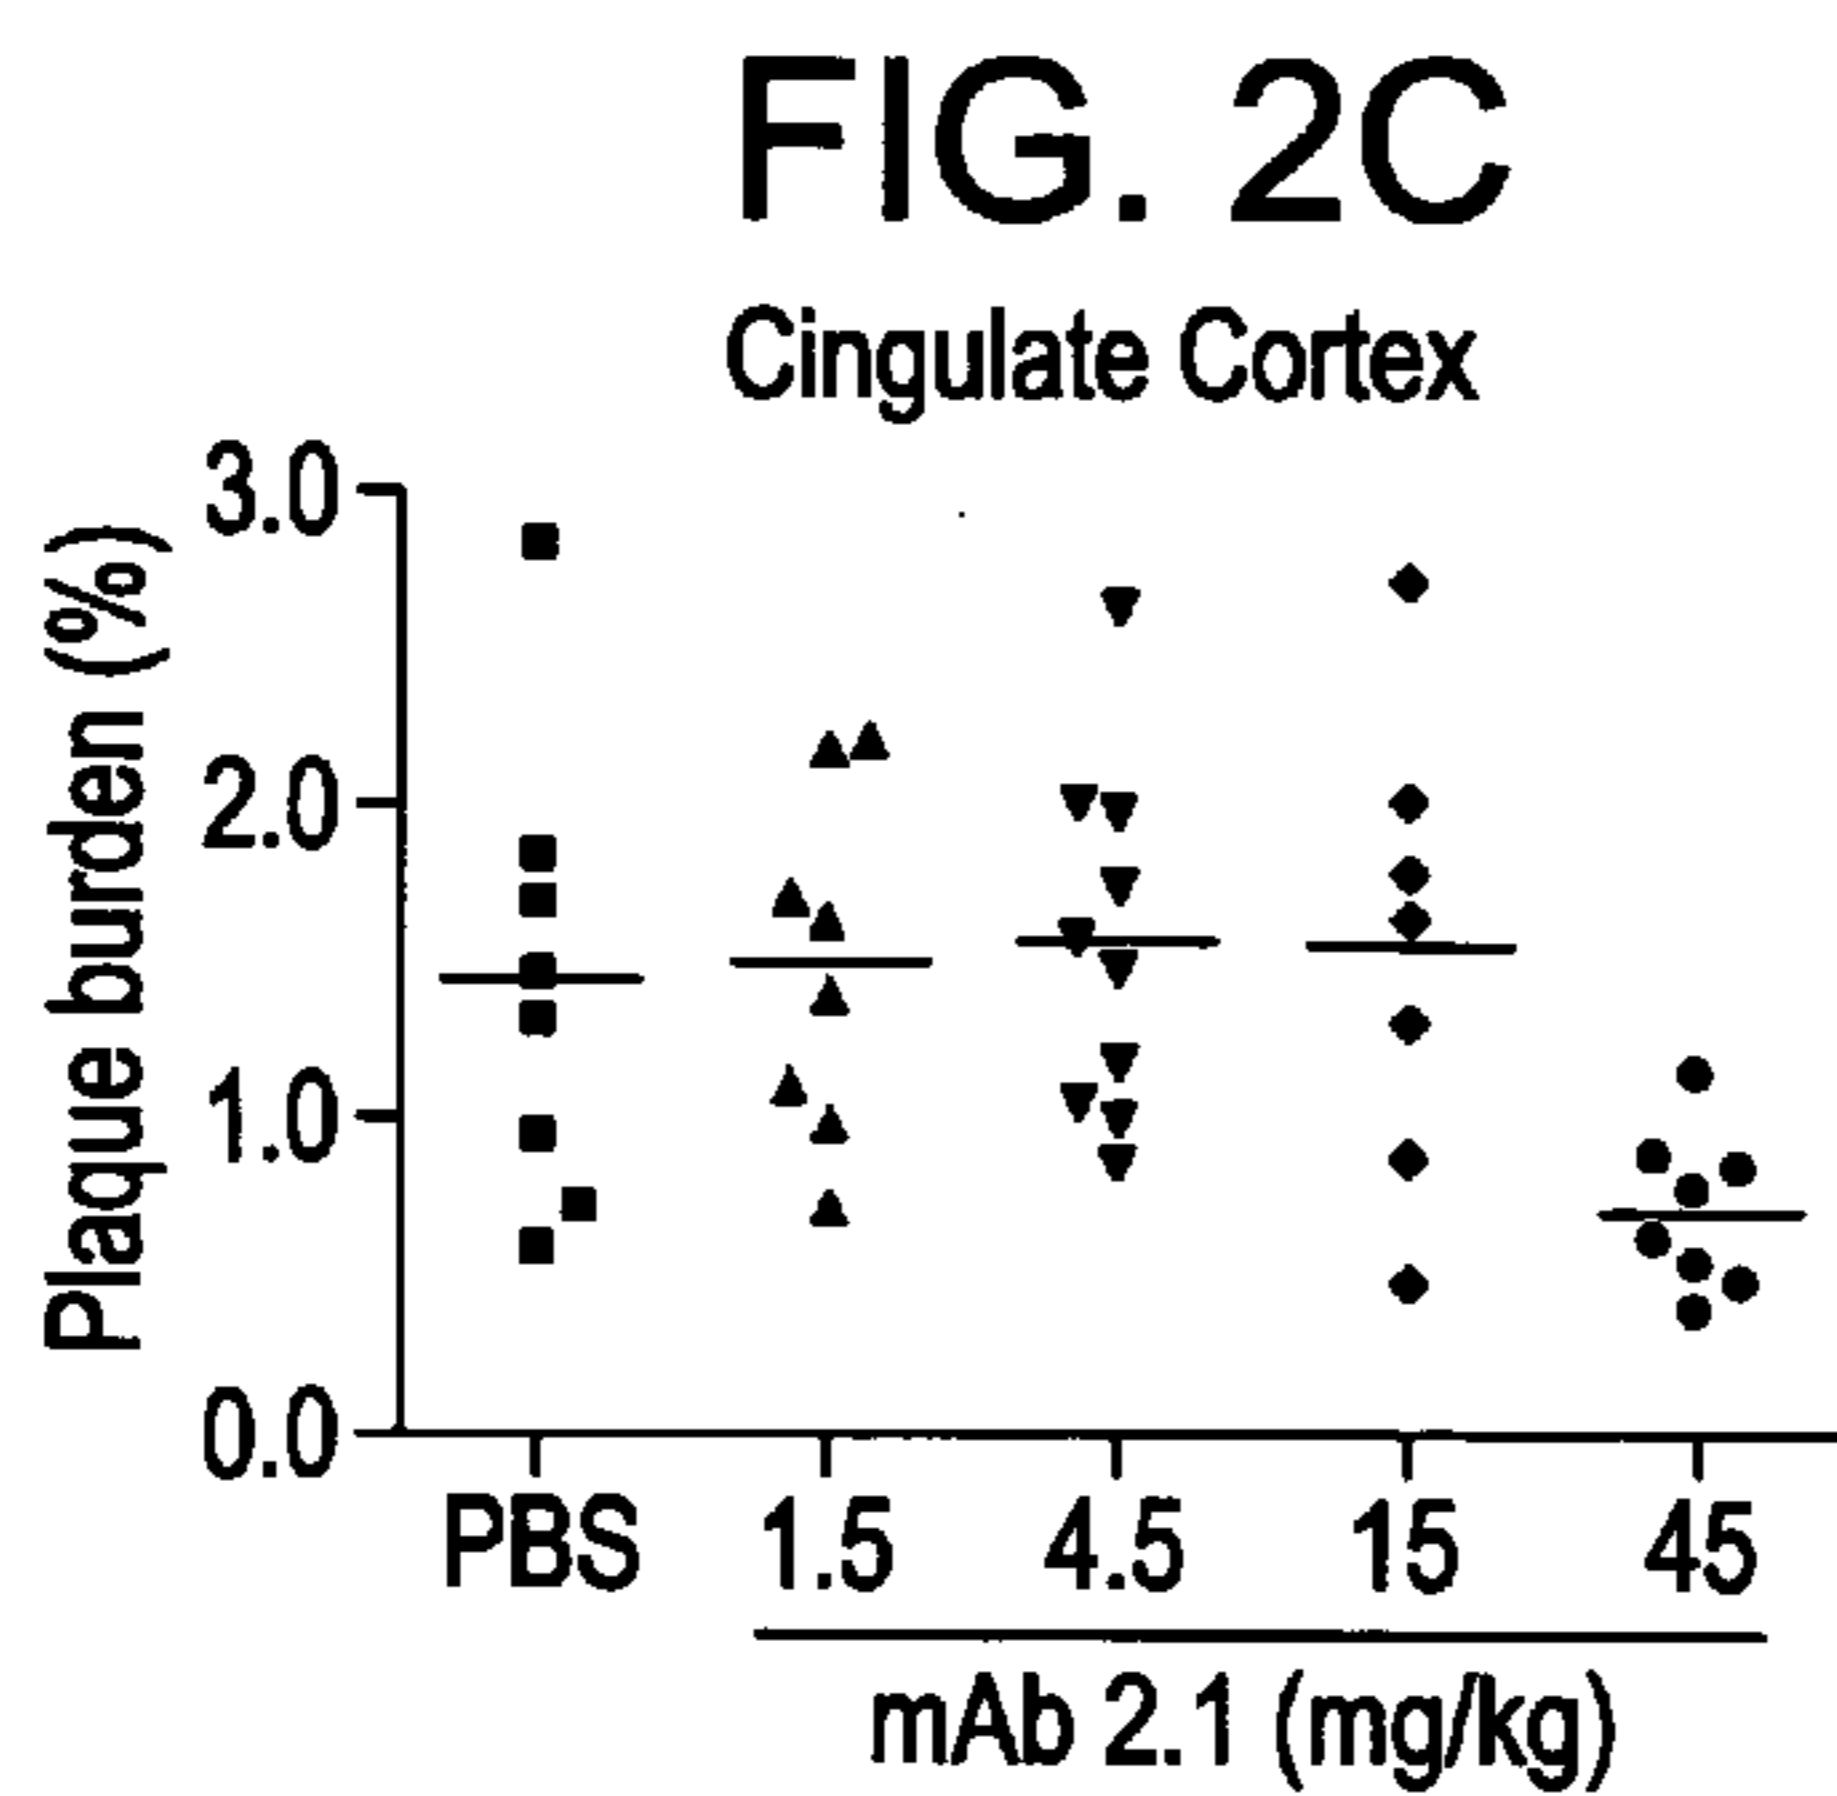 FIG. 2C
Cingulate Cortex
Plaque burden (%)
3.0
2.0
1.0
0.0
PBS 1.5 4.5 15 45
mAb 2.1 (mg/kg)